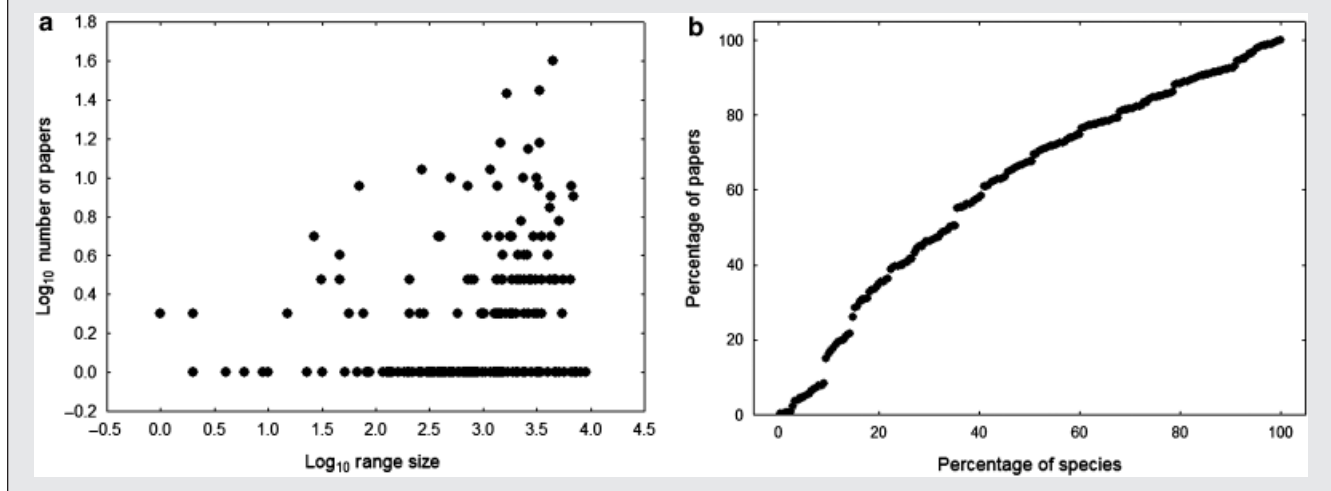 a
1.8
1.6
1.4
1.2
1.0
0.8
0.6
0.4
0.2
0.0
–0.2
Log10 number or papers
–0.5 0.0 0.5 1.0 1.5 2.0 2.5 3.0 3.5 4.0 4.5
Log10 range size
b
100
80
60
40
20
0
Percentage of papers
0 20 40 60 80 100
Percentage of species